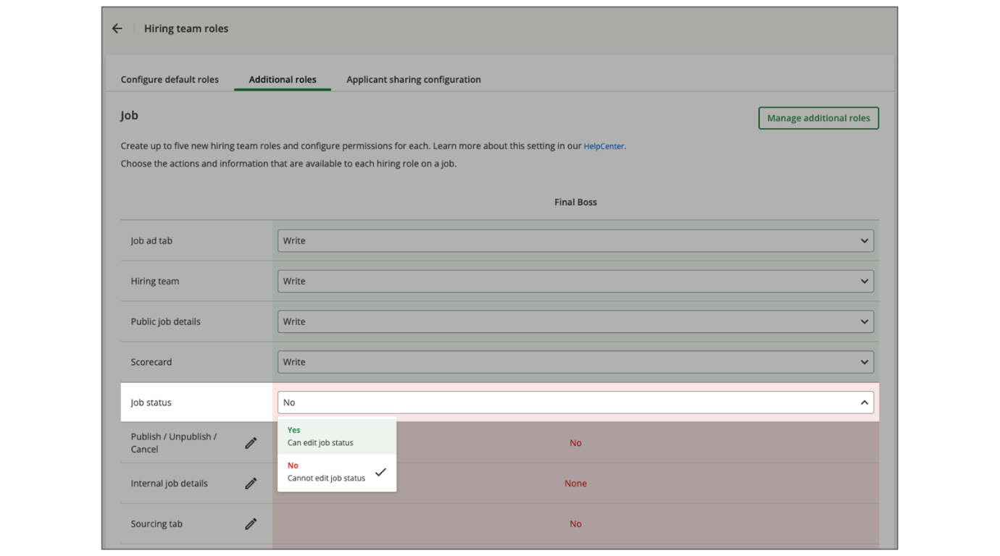 Hiring team roles
Configure default roles
Additional roles
Applicant sharing configuration
Job
Manage additional roles
Create up to five new hiring team roles and configure permissions for each. Learn more about this setting in our HelpCenter.
Choose the actions and information that are available to each hiring role on a job.
Final Boss
Job ad tab
Write
Hiring team
Write
Public job details
Write
Scorecard
Write
Job status
No
Yes
Can edit job status
No
Cannot edit job status
Publish / Unpublish /
Cancel
No
Internal job details
None
Sourcing tab
No